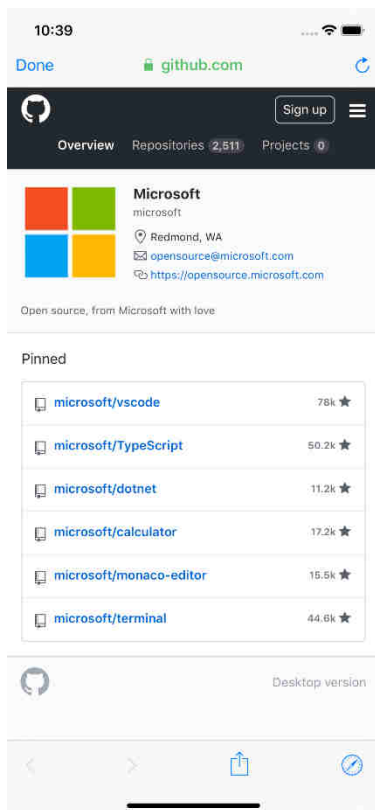 10:39
Done
github.com
Sign up
Overview Repositories 2,511 Projects 0
Microsoft
microsoft
Redmond, WA
opensource@microsoft.com
https://opensource.microsoft.com
Open source, from Microsoft with love
Pinned
microsoft/vscode 78k
microsoft/TypeScript 50.2k
microsoft/dotnet 11.2k
microsoft/calculator 17.2k
microsoft/monaco-editor 15.5k
microsoft/terminal 44.6k
Desktop version